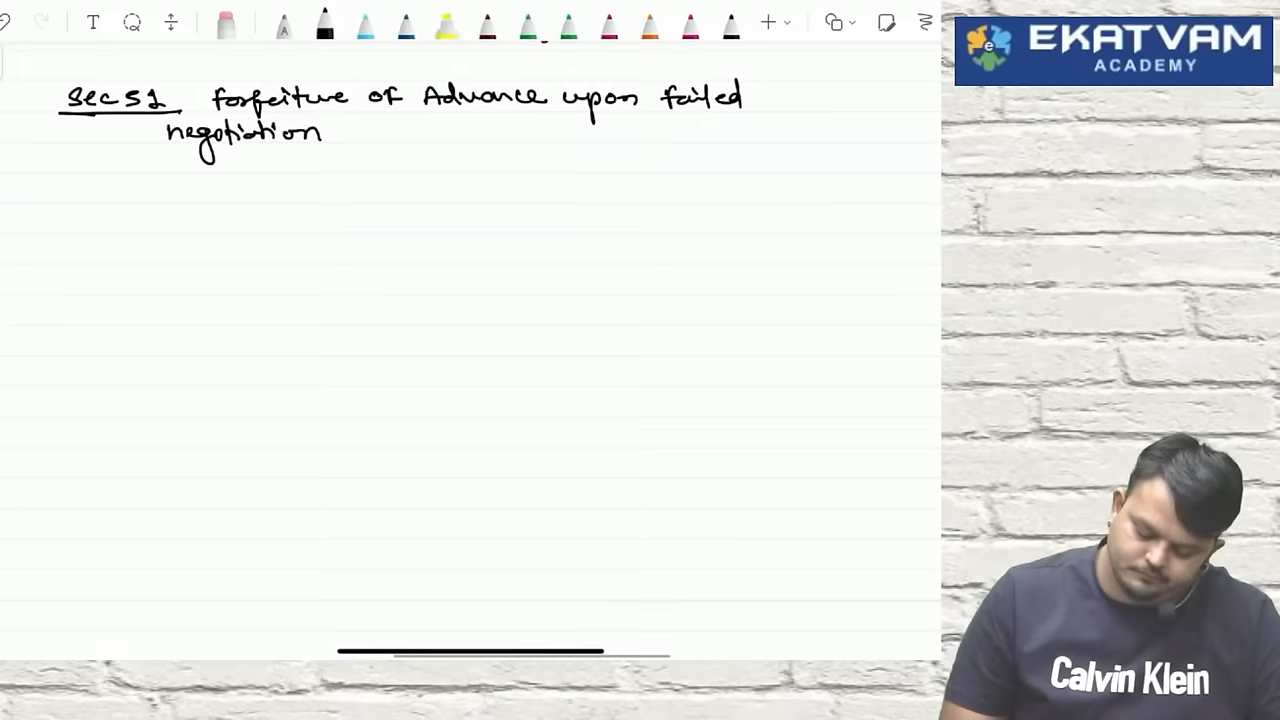 EKATVAM
ACADEMY
Sec 51 forfeiture of Advance upon failed
negotiation
Calvin Klein